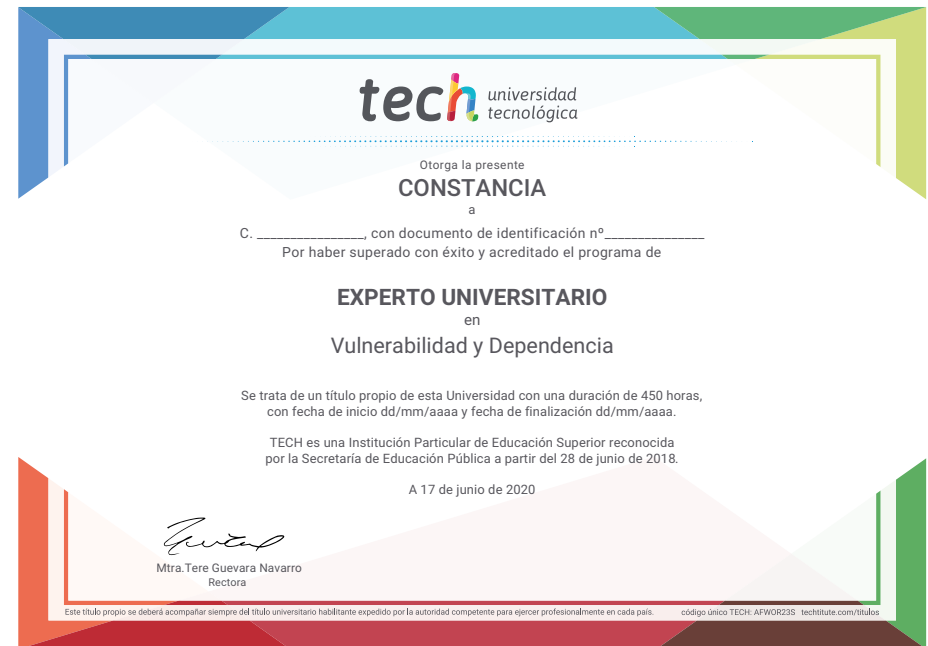 tech universidad
tecnológica
Otorga la presente
CONSTANCIA
a
C. ________________, con documento de identificación nº_______________
Por haber superado con éxito y acreditado el programa de
EXPERTO UNIVERSITARIO
en
Vulnerabilidad y Dependencia
Se trata de un título propio de esta Universidad con una duración de 450 horas,
con fecha de inicio dd/mm/aaaa y fecha de finalización dd/mm/aaaa.
TECH es una Institución Particular de Educación Superior reconocida
por la Secretaría de Educación Pública a partir del 28 de junio de 2018.
A 17 de junio de 2020
Mtra.Tere Guevara Navarro
Rectora
Este título propio se deberá acompañar siempre del título universitario habilitante expedido por la autoridad competente para ejercer profesionalmente en cada país. código único TECH: AFWOR23S techtitute.com/titulos